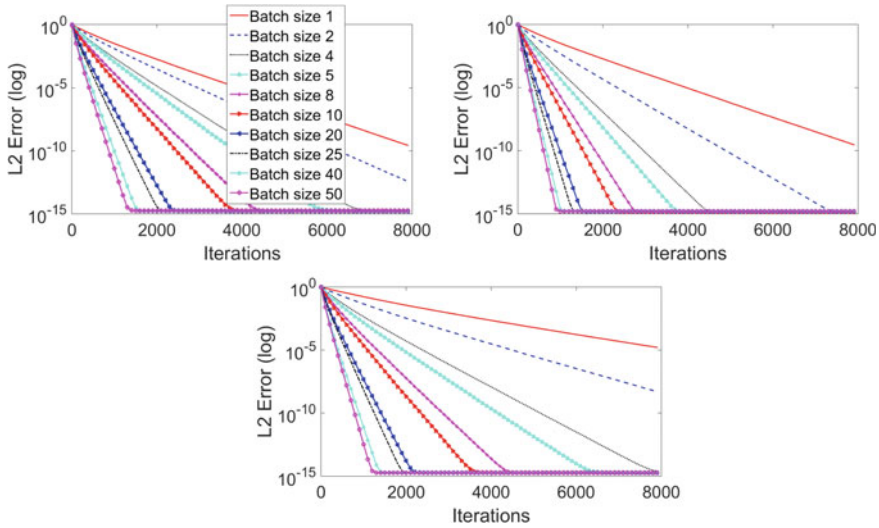 10^0
10^-5
10^-10
10^-15
L2 Error (log)
0 2000 4000 6000 8000
Iterations
Batch size 1
Batch size 2
Batch size 4
Batch size 5
Batch size 8
Batch size 10
Batch size 20
Batch size 25
Batch size 40
Batch size 50
10^0
10^-5
10^-10
10^-15
L2 Error (log)
0 2000 4000 6000 8000
Iterations
10^0
10^-5
10^-10
10^-15
L2 Error (log)
0 2000 4000 6000 8000
Iterations